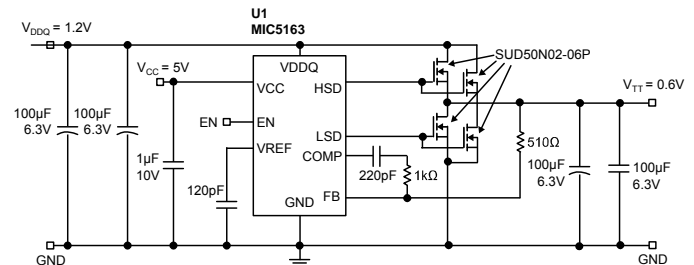 U1
MIC5163
VDDQ = 1.2V
VDDQ
VCC = 5V
VCC
HSD
SUD50N02-06P
VTT = 0.6V
100µF
6.3V
100µF
6.3V
EN
EN
LSD
VREF
COMP
510Ω
1µF
10V
120pF
220pF
1kΩ
100µF
6.3V
100µF
6.3V
GND
FB
GND
GND